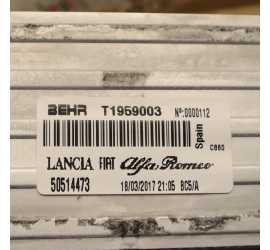 BEHR T1959003 Nº:0000112
Spain
C660
LANCIA FIAT Alfa Romeo
50514473 18/03/2017 21:05 BC5/A